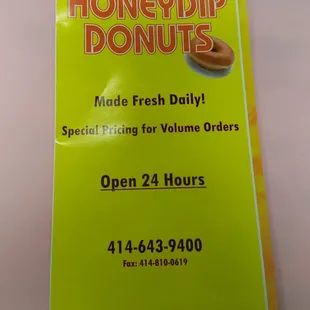 HONEYDIP
DONUTS
Made Fresh Daily!
Special Pricing for Volume Orders
Open 24 Hours
414-643-9400
Fax: 414-810-0619